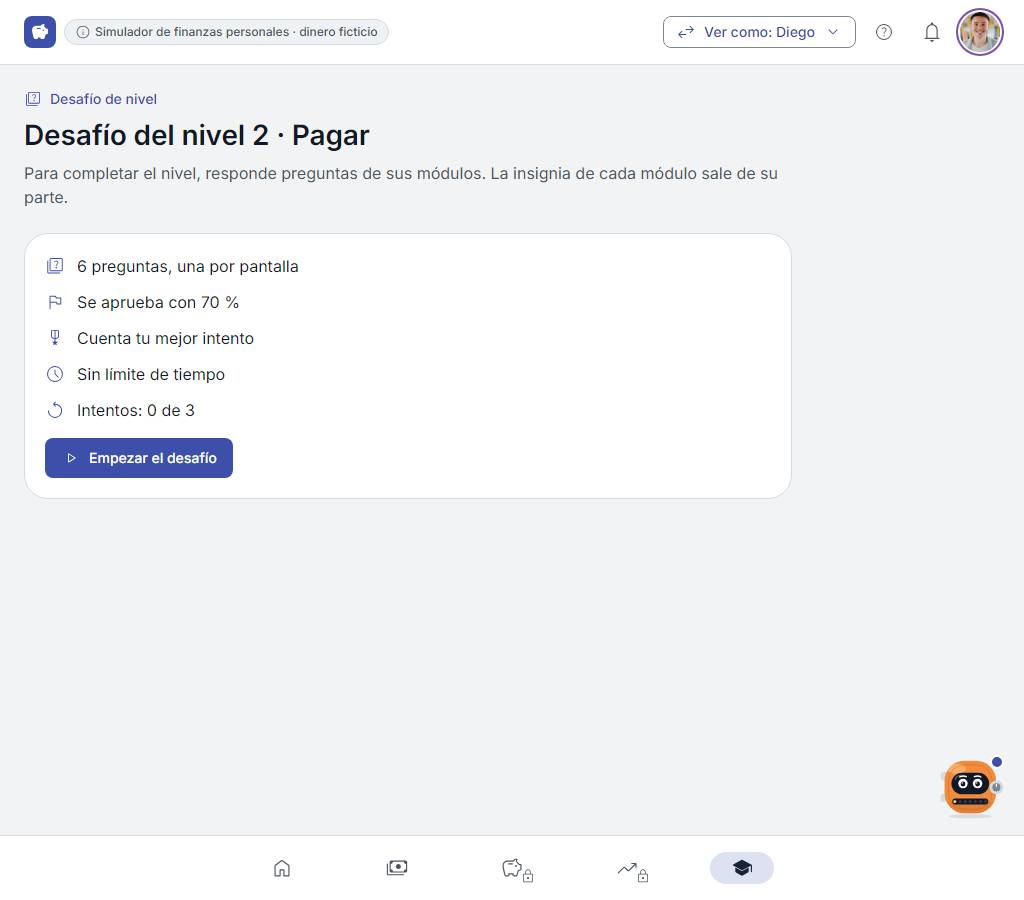 Simulador de finanzas personales · dinero ficticio
Ver como: Diego
Desafío de nivel
Desafío del nivel 2 · Pagar
Para completar el nivel, responde preguntas de sus módulos. La insignia de cada módulo sale de su
parte.
6 preguntas, una por pantalla
Se aprueba con 70 %
Cuenta tu mejor intento
Sin límite de tiempo
Intentos: 0 de 3
Empezar el desafío